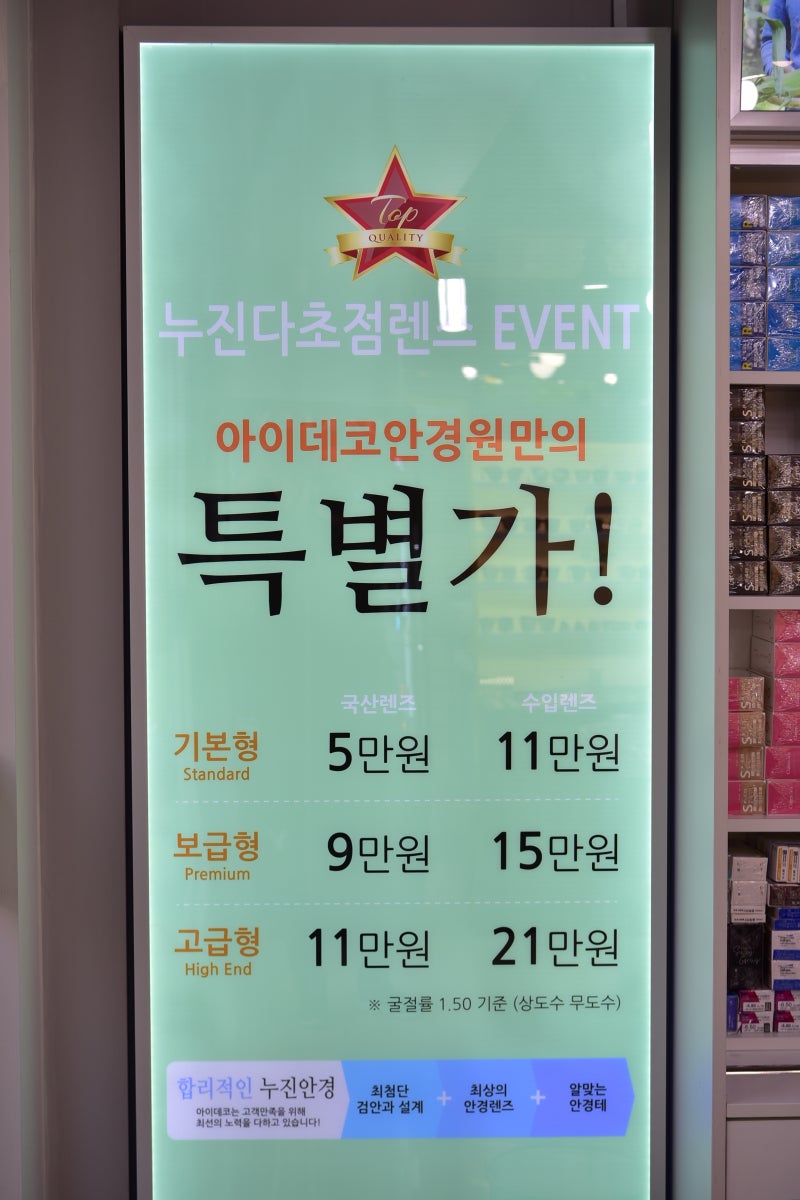 Top
QUALITY
누진다초점렌즈 EVENT
아이데코안경원만의
특별가!
국산렌즈 수입렌즈
기본형 5만원 11만원
Standard
보급형 9만원 15만원
Premium
고급형 11만원 21만원
High End
※ 굴절률 1.50 기준 (상도수 무도수)
합리적인 누진안경
아이데코는 고객만족을 위해
최선의 노력을 다하고 있습니다!
최첨단
검안과 설계
+
최상의
안경렌즈
+
알맞는
안경테